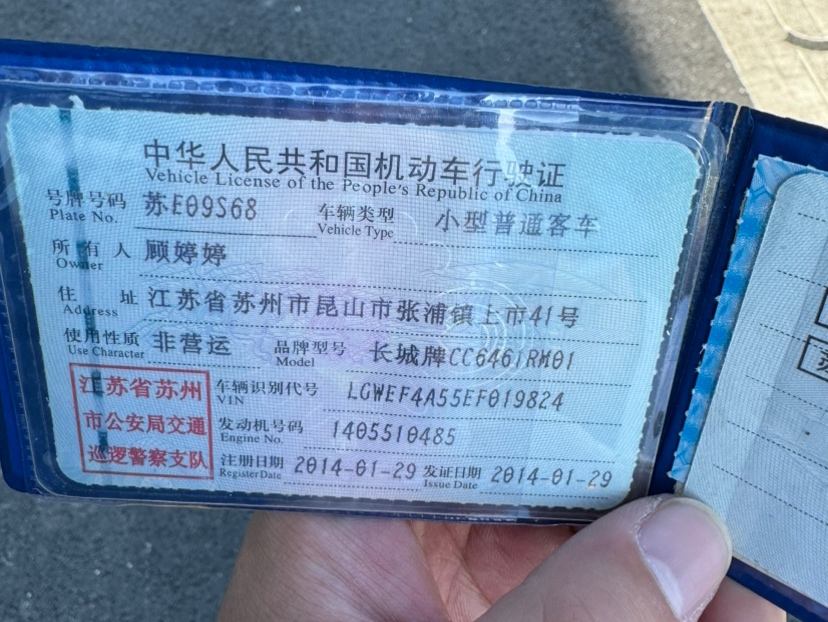 中华人民共和国机动车行驶证
Vehicle License of the People's Republic of China
号牌号码 苏E09S68 车辆类型 小型普通客车
Plate No. Vehicle Type
所有人 顾婷婷
Owner
住址 江苏省苏州市昆山市张浦镇上市41号
Address
使用性质 非营运 品牌型号 长城牌CC6461RM01
Use Character Model
江苏省苏州
市公安局交通
巡逻警察支队
车辆识别代号 LGWEF4A55EF019824
VIN
发动机号码 1405510485
Engine No.
注册日期 2014-01-29 发证日期 2014-01-29
Register Date Issue Date